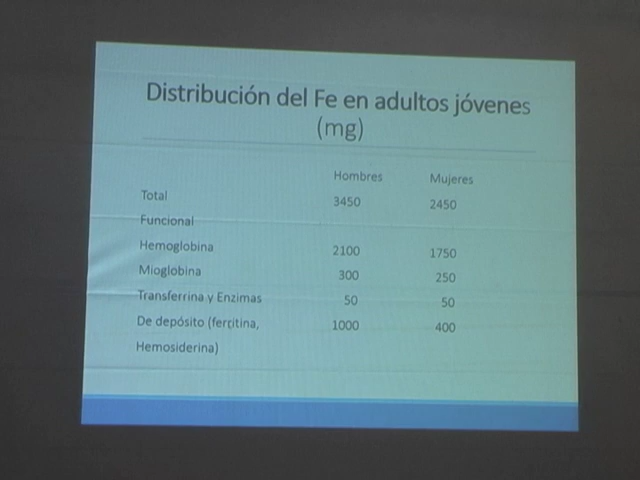 Distribución del Fe en adultos jóvenes
(mg)
Hombres Mujeres
Total 3450 2450
Funcional
Hemoglobina 2100 1750
Mioglobina 300 250
Transferrina y Enzimas 50 50
De depósito (ferritina, 1000 400
Hemosiderina)